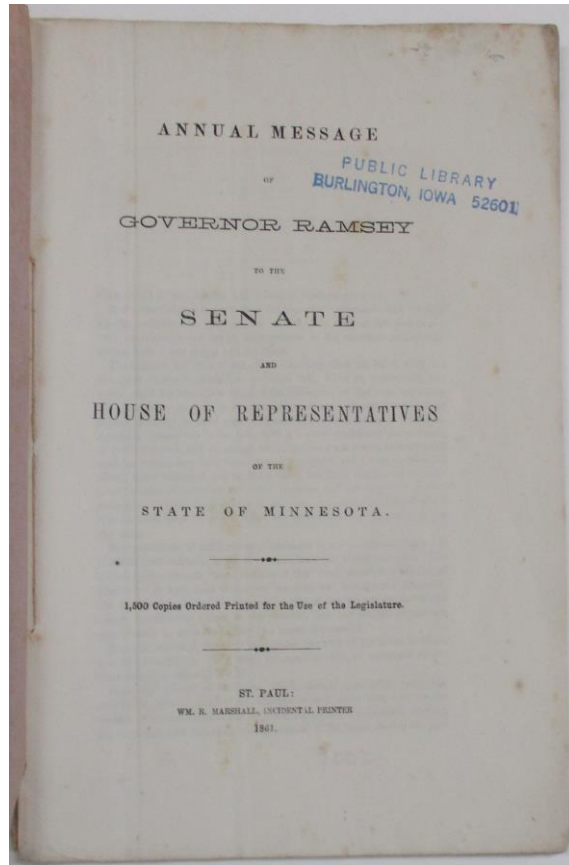 ANNUAL MESSAGE
OF
PUBLIC LIBRARY
BURLINGTON, IOWA 52601
GOVERNOR RAMSEY
TO THE
SENATE
AND
HOUSE OF REPRESENTATIVES
OF THE
STATE OF MINNESOTA.
1,500 Copies Ordered Printed for the Use of the Legislature.
ST. PAUL:
WM. R. MARSHALL, INCIDENTAL PRINTER
1861.